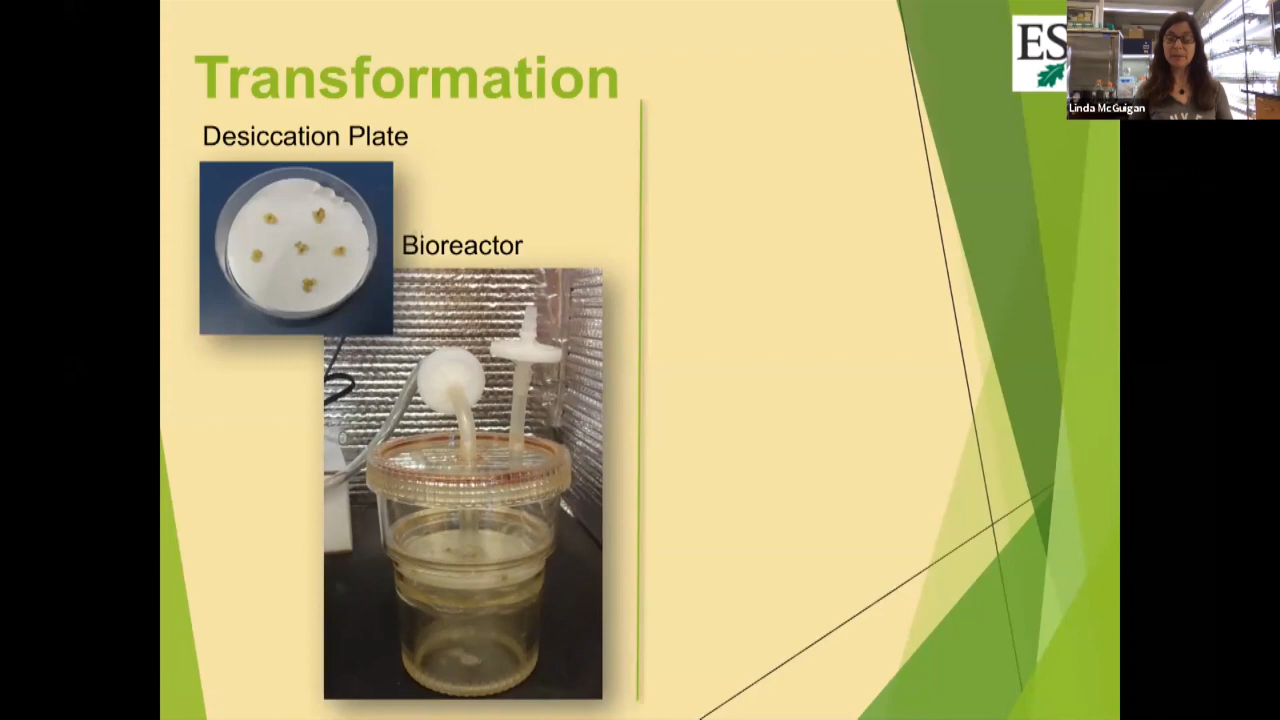 Transformation
Desiccation Plate
Bioreactor
ES
Linda McGuigan